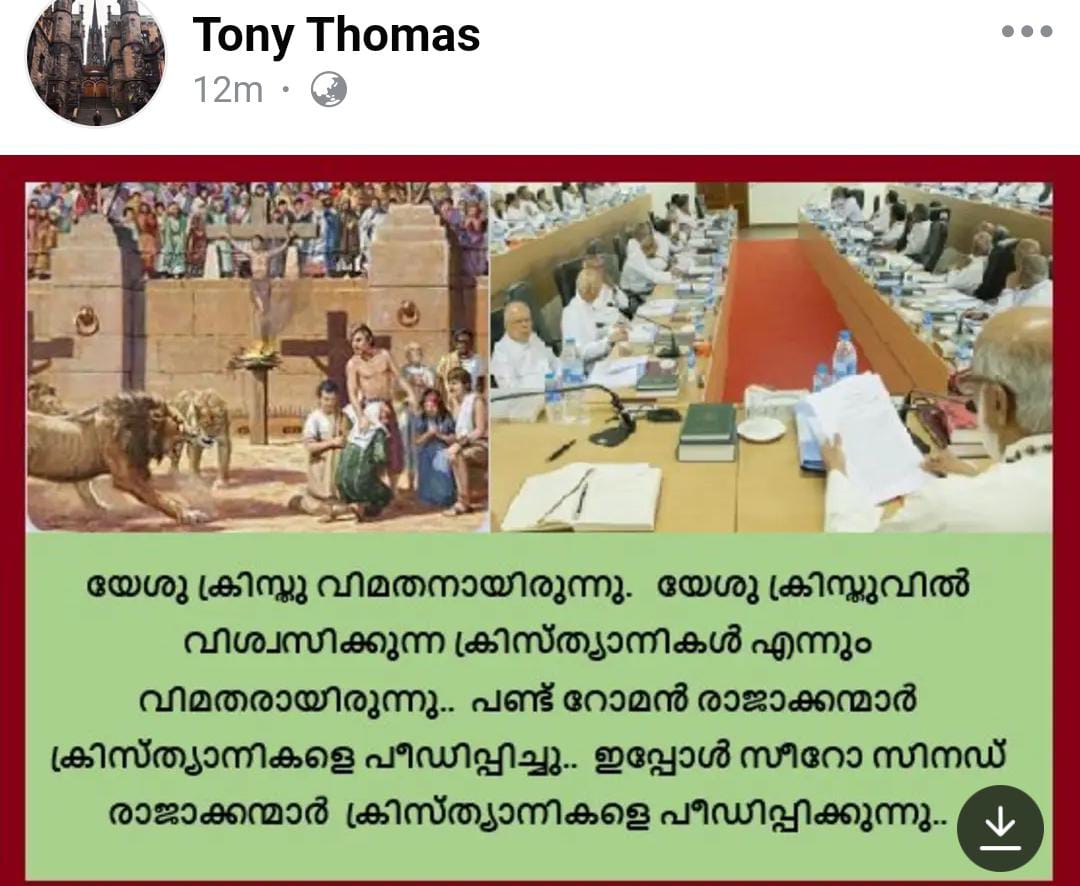 Tony Thomas
12m ·
യേശു ക്രിസ്തു വിമതനായിരുന്നു. യേശു ക്രിസ്തുവിൽ
വിശ്വസിക്കുന്ന ക്രിസ്ത്യാനികൾ എന്നും
വിമതരായിരുന്നു.. പണ്ട് റോമൻ രാജാക്കന്മാർ
ക്രിസ്ത്യാനികളെ പീഡിപ്പിച്ചു.. ഇപ്പോൾ സീറോ സിനഡ്
രാജാക്കന്മാർ ക്രിസ്ത്യാനികളെ പീഡിപ്പിക്കുന്നു..